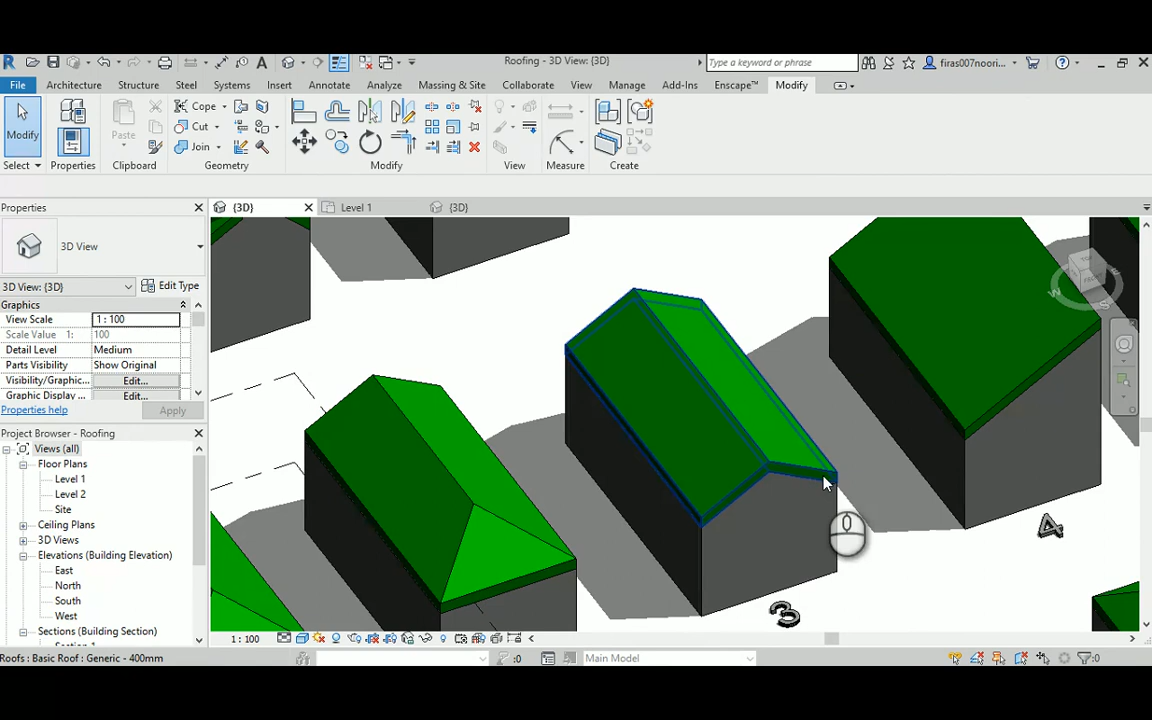 Roofing - 3D View: {3D}
Type a keyword or phrase
firas007noori...
File
Architecture
Structure
Steel
Systems
Insert
Annotate
Analyze
Massing & Site
Collaborate
View
Manage
Add-Ins
Enscape™
Modify
Modify
Properties
Paste
Cope
Cut
Join
Select
Properties
Clipboard
Geometry
Modify
View
Measure
Create
Properties
{3D}
Level 1
{3D}
3D View
3D View: {3D}
Edit Type
Graphics
View Scale
1 : 100
Scale Value 1:
100
Detail Level
Medium
Parts Visibility
Show Original
Visibility/Graphic...
Edit...
Graphic Display ...
Edit...
Properties help
Apply
Project Browser - Roofing
Views (all)
Floor Plans
Level 1
Level 2
Site
Ceiling Plans
3D Views
Elevations (Building Elevation)
East
North
South
West
Sections (Building Section)
3
4
1 : 100
Roofs : Basic Roof : Generic - 400mm
:0
Main Model
:0